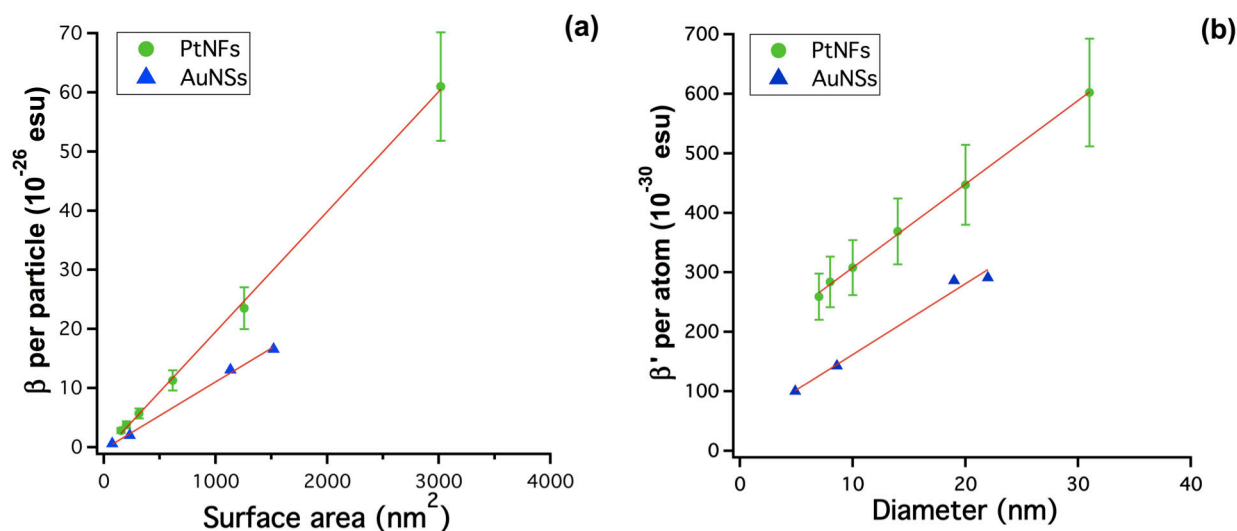 (a)
PtNFs
AuNSs
β per particle (10⁻²⁶ esu)
70
60
50
40
30
20
10
0
0 1000 2000 3000 4000
Surface area (nm²)
(b)
PtNFs
AuNSs
β' per atom (10⁻³⁰ esu)
700
600
500
400
300
200
100
0
0 10 20 30 40
Diameter (nm)